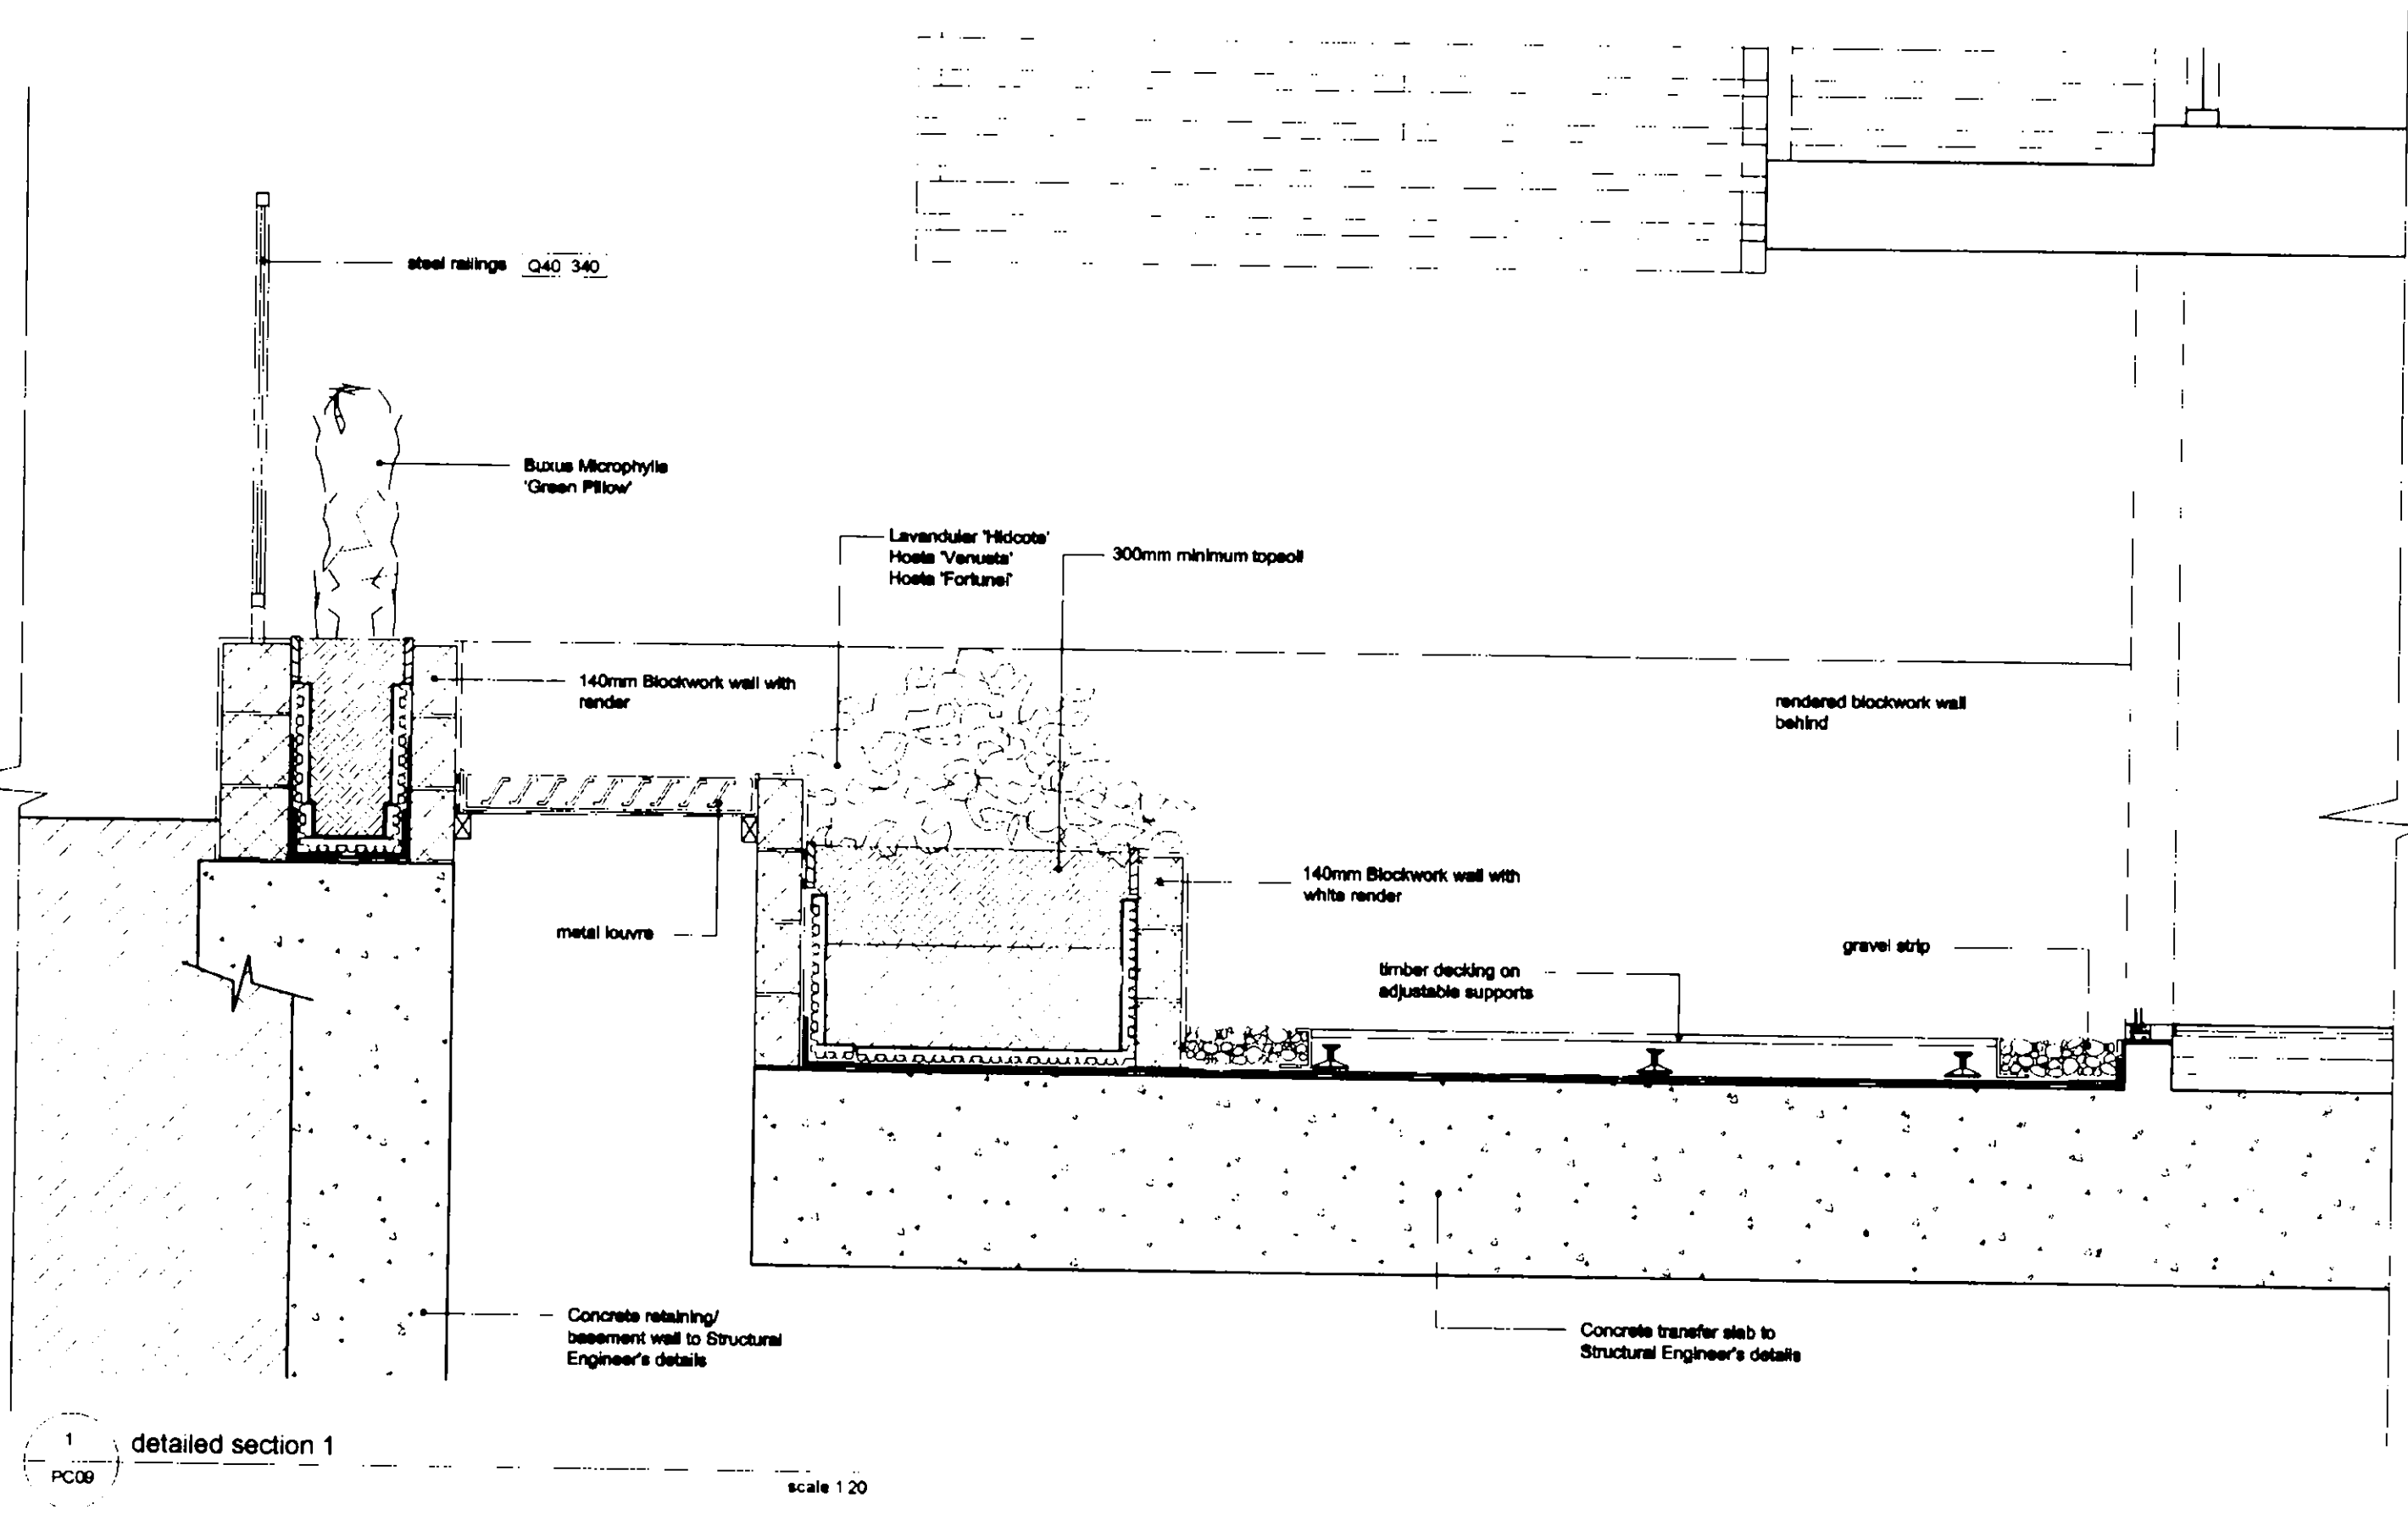 steel railings Q40 340
Buxus Microphylla
'Green Pillow'
Lavanduler 'Hidcote'
Hosta 'Venusta'
Hosta 'Fortunei'
300mm minimum topsoil
140mm Blockwork wall with
render
rendered blockwork wall
behind
140mm Blockwork wall with
white render
metal louvre
gravel strip
timber decking on
adjustable supports
Concrete retaining/
basement wall to Structural
Engineer's details
Concrete transfer slab to
Structural Engineer's details
1
PC09
detailed section 1
scale 1 20